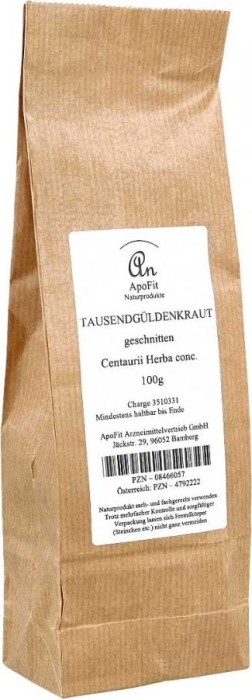 An
ApoFit
Naturprodukte
TAUSENDGÜLDENKRAUT
geschnitten
Centaurii Herba conc.
100g
Charge 3510331
Mindestens haltbar bis Ende
ApoFit Arzneimittelvertrieb GmbH
Jäckstr. 29, 96052 Bamberg
PZN - 08466057
Österreich: PZN - 4792222
Naturprodukt stets- und fachgerecht verwenden.
Trotz mehrfacher Kontrolle und sorgfältiger
Verpackung lassen sich Fremdkörper
(Steinchen etc.) nicht ganz vermeiden